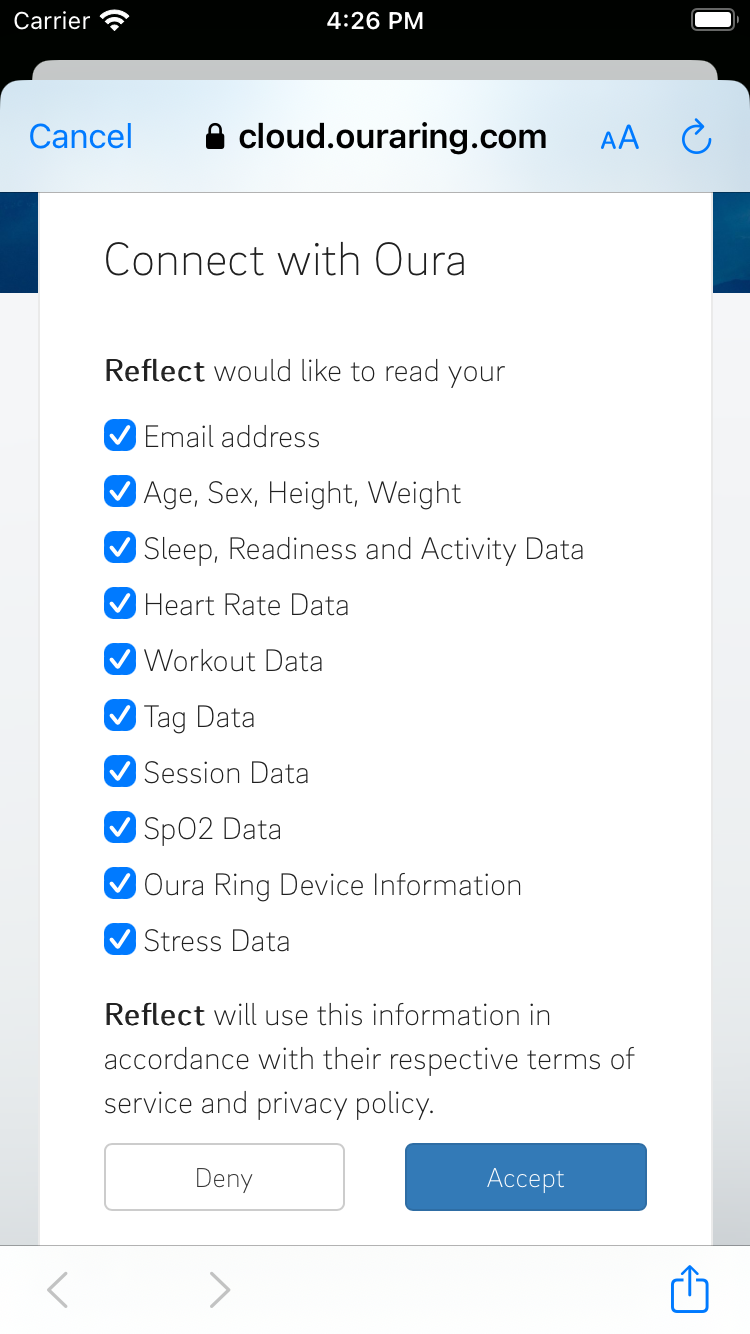 Carrier 4:26 PM
Cancel cloud.ouraring.com AA
Connect with Oura
Reflect would like to read your
Email address
Age, Sex, Height, Weight
Sleep, Readiness and Activity Data
Heart Rate Data
Workout Data
Tag Data
Session Data
SpO2 Data
Oura Ring Device Information
Stress Data
Reflect will use this information in
accordance with their respective terms of
service and privacy policy.
Deny Accept